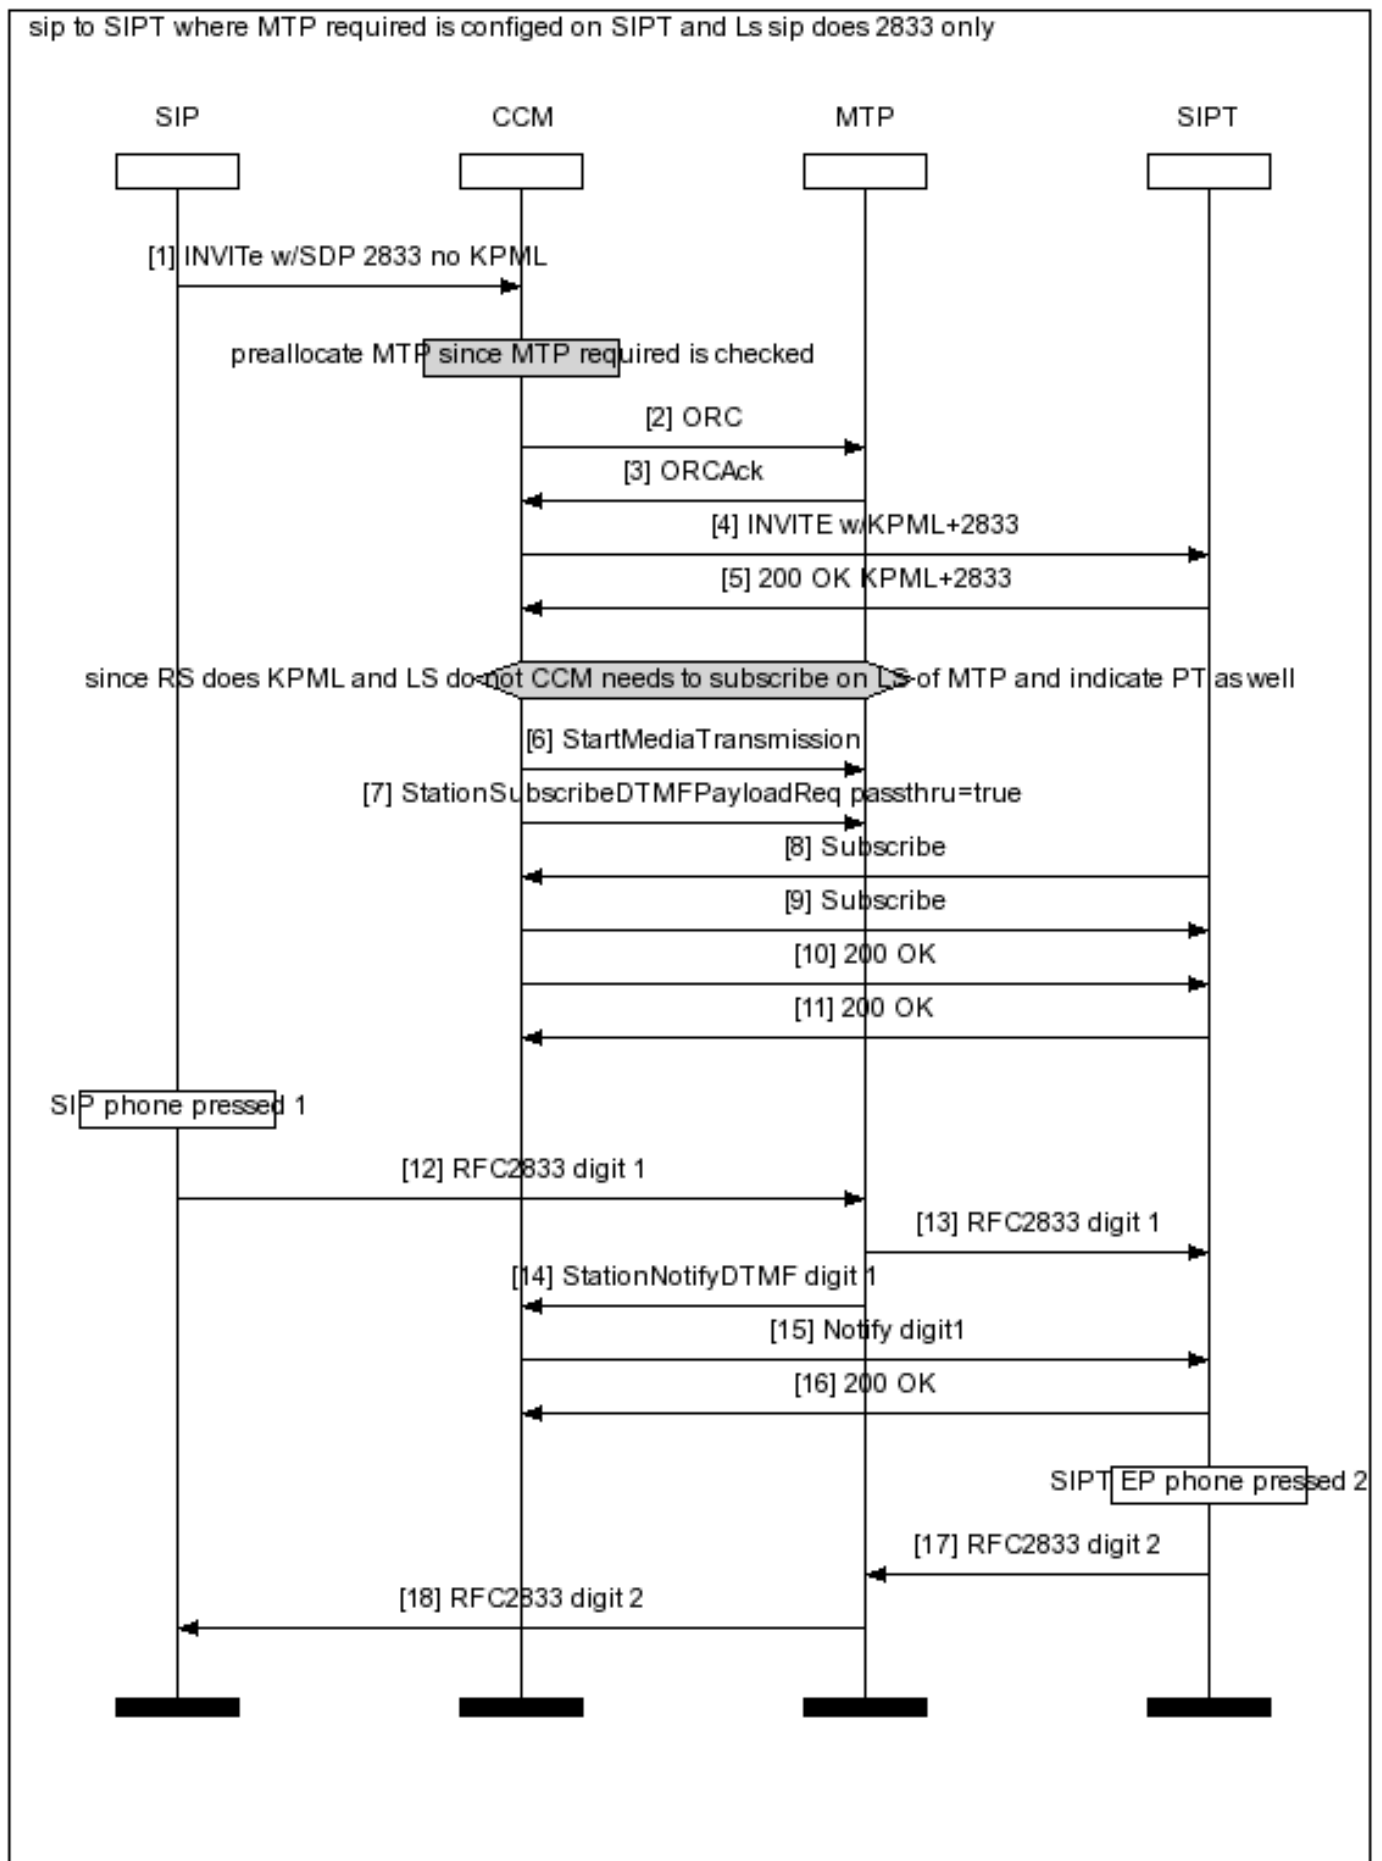 sip to SIPT where MTP required is configed on SIPT and Ls sip does 2833 only
SIP CCM MTP SIPT
[1] INVITe w/SDP 2833 no KPML
preallocate MTP since MTP required is checked
[2] ORC
[3] ORCAck
[4] INVITE w/KPML+2833
[5] 200 OK KPML+2833
since RS does KPML and LS do not CCM needs to subscribe on LS of MTP and indicate PT as well
[6] StartMediaTransmission
[7] StationSubscribeDTMFPayloadReq passthru=true
[8] Subscribe
[9] Subscribe
[10] 200 OK
[11] 200 OK
SIP phone pressed 1
[12] RFC2833 digit 1
[13] RFC2833 digit 1
[14] StationNotifyDTMF digit 1
[15] Notify digit1
[16] 200 OK
SIPT EP phone pressed 2
[17] RFC2833 digit 2
[18] RFC2833 digit 2